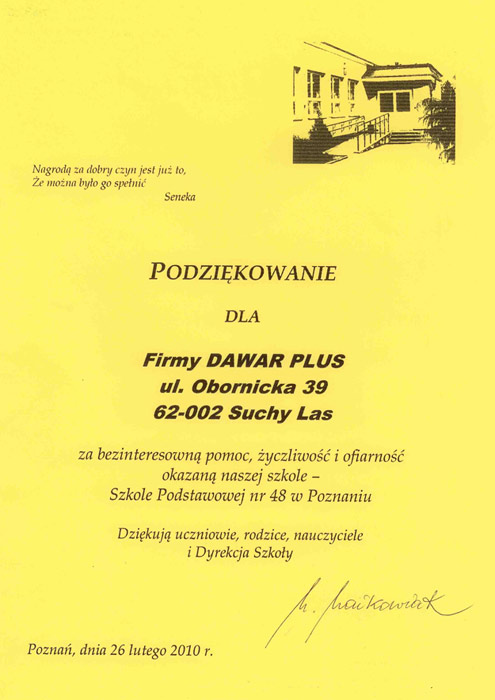 Nagrodą za dobry czyn jest już to,
Że można było go spełnić
Seneka
PODZIĘKOWANIE
DLA
Firmy DAWAR PLUS
ul. Obornicka 39
62-002 Suchy Las
za bezinteresowną pomoc, życzliwość i ofiarność
okazaną naszej szkole –
Szkole Podstawowej nr 48 w Poznaniu
Dziękują uczniowie, rodzice, nauczyciele
i Dyrekcja Szkoły
Poznań, dnia 26 lutego 2010 r.